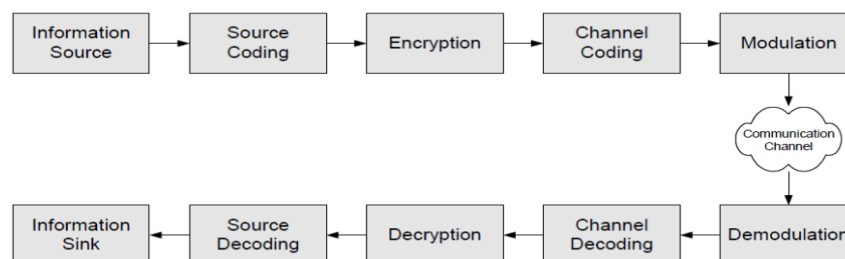 Information
Source
Source
Coding
Encryption
Channel
Coding
Modulation
Communication
Channel
Information
Sink
Source
Decoding
Decryption
Channel
Decoding
Demodulation